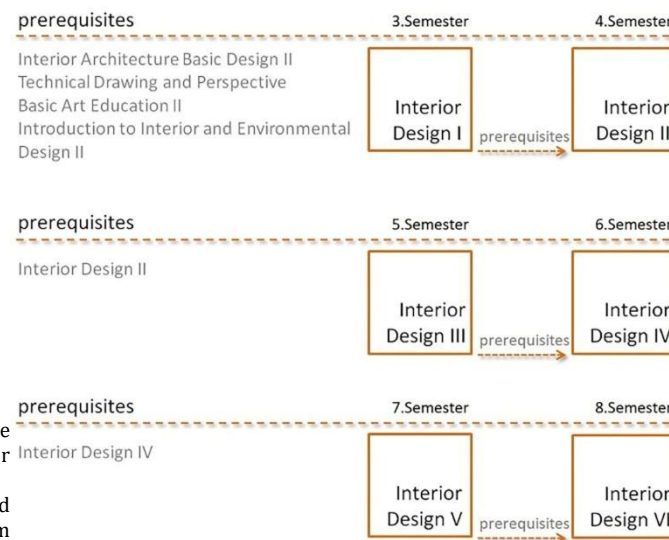 prerequisites 3.Semester 4.Semester
Interior Architecture Basic Design II
Technical Drawing and Perspective
Basic Art Education II
Introduction to Interior and Environmental
Design II
Interior
Design I
prerequisites
Interior
Design II
prerequisites 5.Semester 6.Semester
Interior Design II
Interior
Design III
prerequisites
Interior
Design IV
prerequisites 7.Semester 8.Semester
Interior Design IV
Interior
Design V
prerequisites
Interior
Design VI